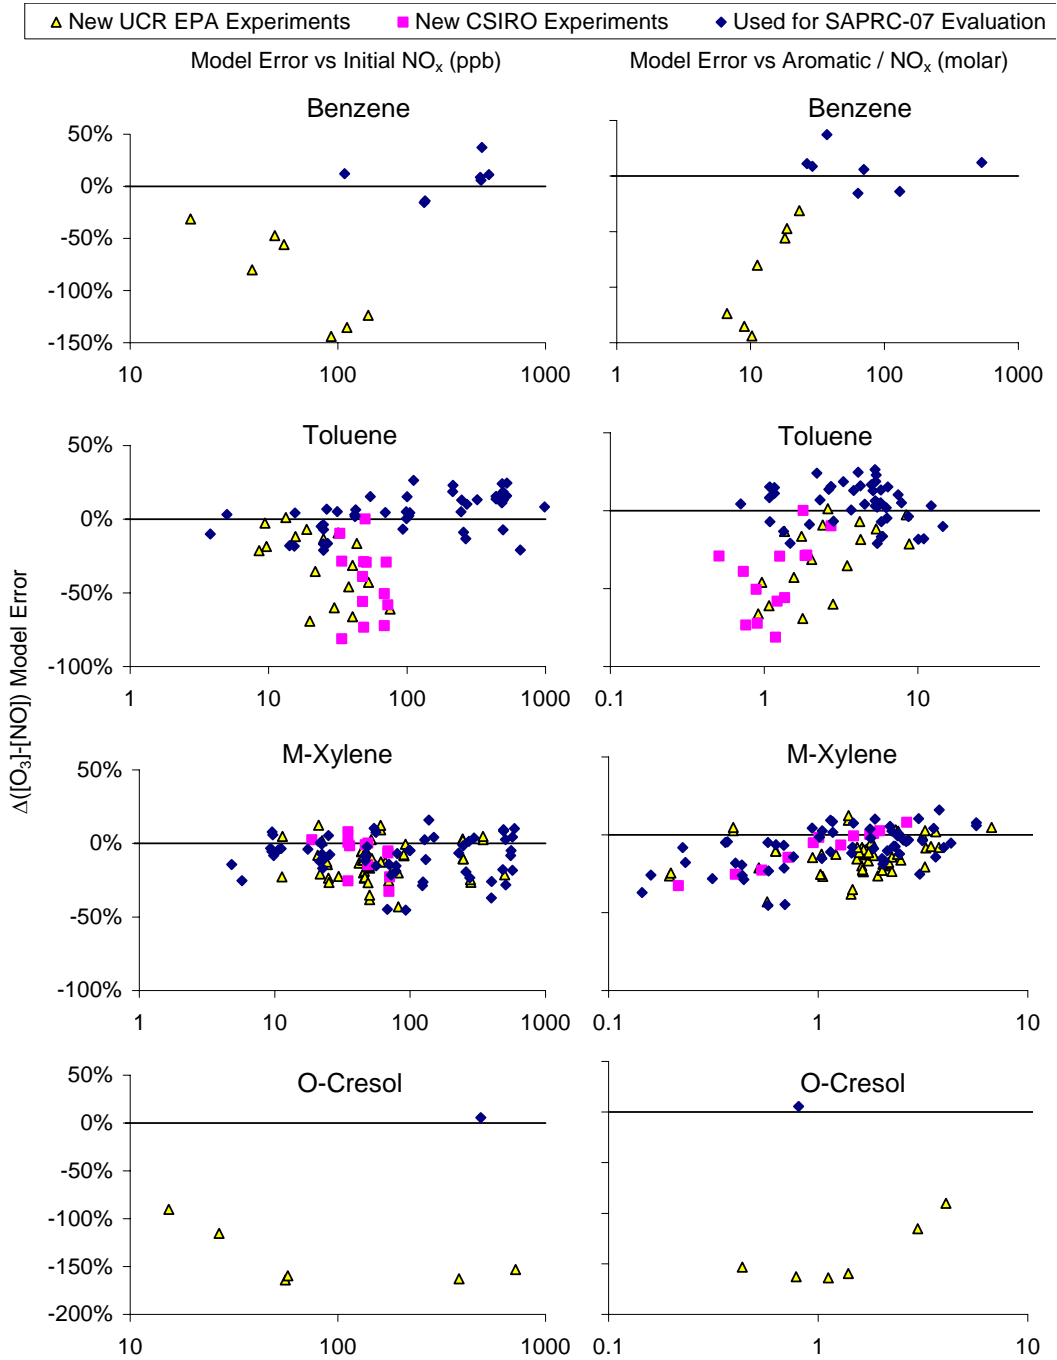 New UCR EPA Experiments New CSIRO Experiments Used for SAPRC-07 Evaluation
Model Error vs Initial NOx (ppb) Model Error vs Aromatic / NOx (molar)
Δ([O3]-[NO]) Model Error
Benzene Benzene
50%
0%
-50%
-100%
-150%
10 100 1000 1 10 100 1000
Toluene Toluene
50%
0%
-50%
-100%
1 10 100 1000 0.1 1 10
M-Xylene M-Xylene
50%
0%
-50%
-100%
1 10 100 1000 0.1 1 10
O-Cresol O-Cresol
50%
0%
-50%
-100%
-150%
-200%
10 100 1000 0.1 1 10